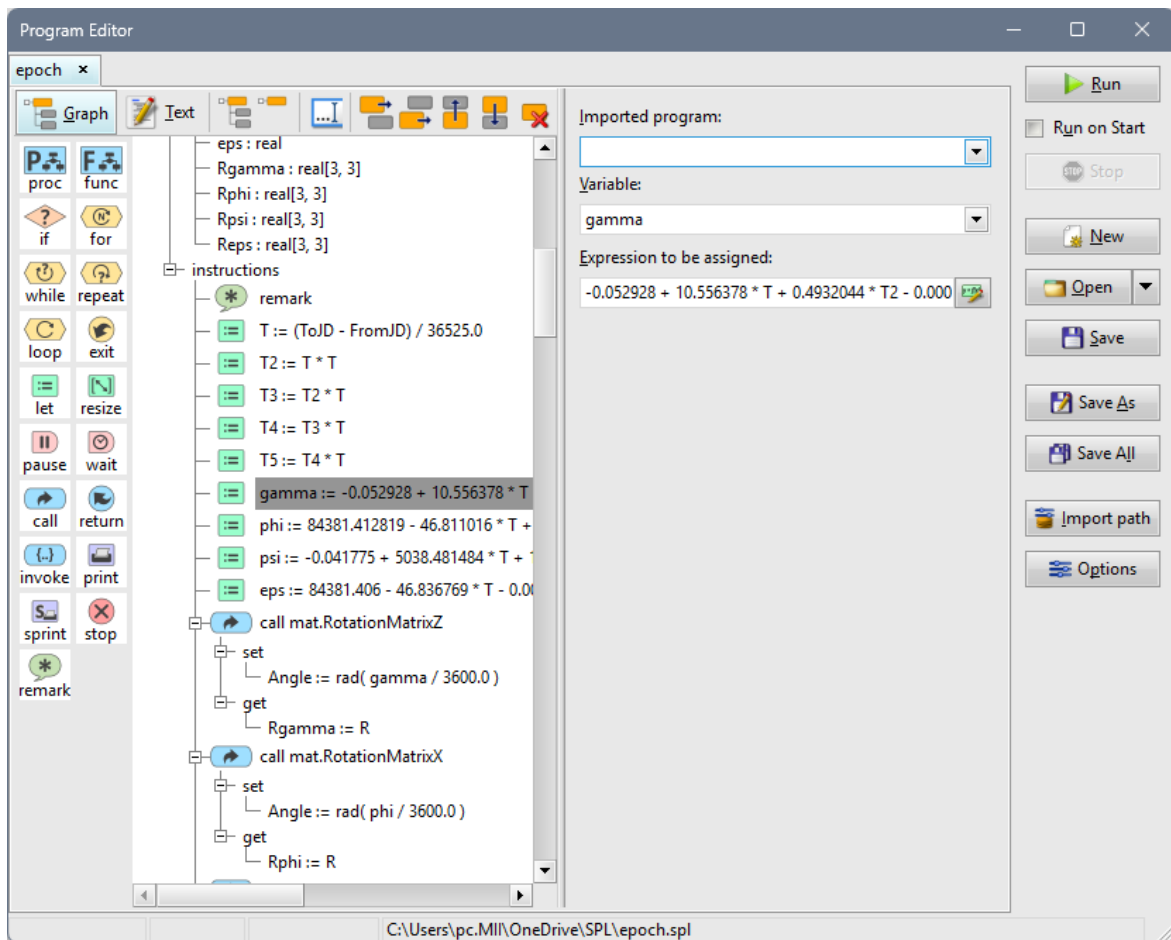 Program Editor
epoch
Graph
Text
P
proc
F
func
?
if
N
for
?
while
repeat
loop
exit
:=
let
resize
pause
wait
call
return
{..}
invoke
print
S
sprint
stop
*
remark
eps : real
Rgamma : real[3, 3]
Rphi : real[3, 3]
Rpsi : real[3, 3]
Reps : real[3, 3]
instructions
* remark
:= T := (ToJD - FromJD) / 36525.0
:= T2 := T * T
:= T3 := T2 * T
:= T4 := T3 * T
:= T5 := T4 * T
:= gamma := -0.052928 + 10.556378 * T
:= phi := 84381.412819 - 46.811016 * T +
:= psi := -0.041775 + 5038.481484 * T +
:= eps := 84381.406 - 46.836769 * T - 0.00
call mat.RotationMatrixZ
set
Angle := rad( gamma / 3600.0 )
get
Rgamma := R
call mat.RotationMatrixX
set
Angle := rad( phi / 3600.0 )
get
Rphi := R
Imported program:
Variable:
gamma
Expression to be assigned:
-0.052928 + 10.556378 * T + 0.4932044 * T2 - 0.000
Run
Run on Start
STOP Stop
New
Open
Save
Save As
Save All
Import path
Options
C:\Users\pc.MII\OneDrive\SPL\epoch.spl